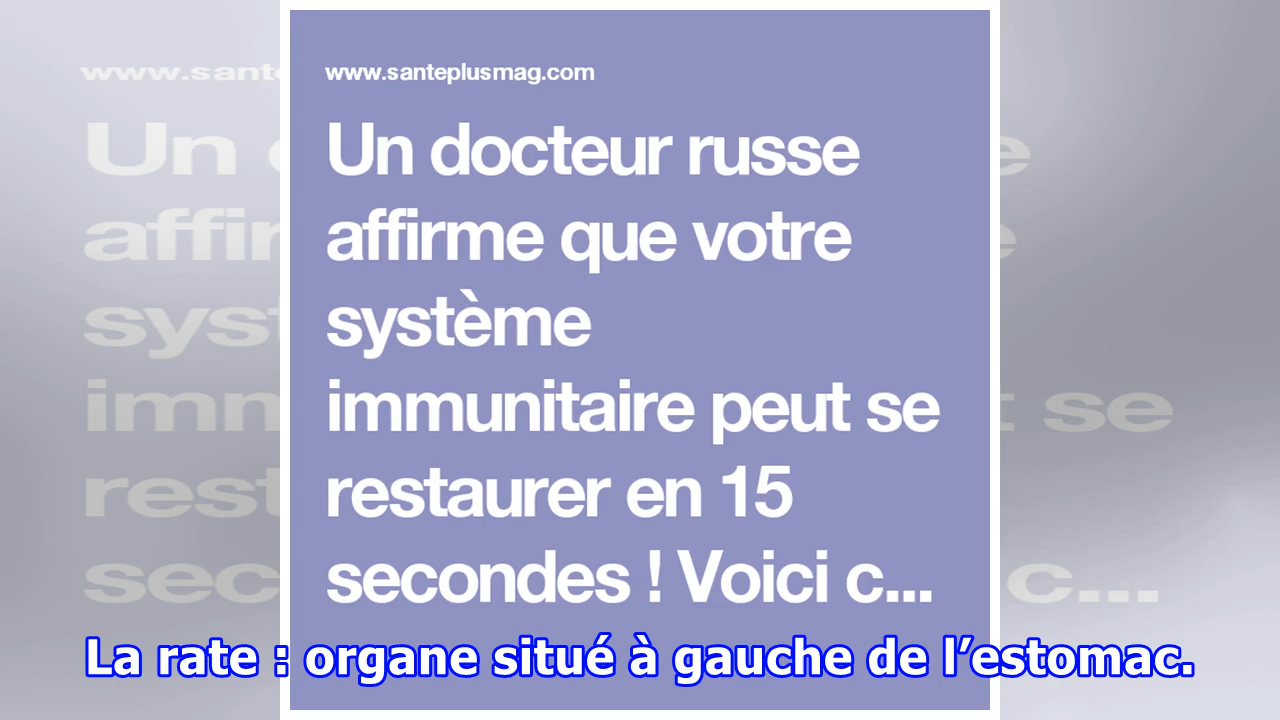 www.santeplusmag.com
Un docteur russe
affirme que votre
système
immunitaire peut se
restaurer en 15
secondes ! Voici c...
La rate : organe situé à gauche de l’estomac.